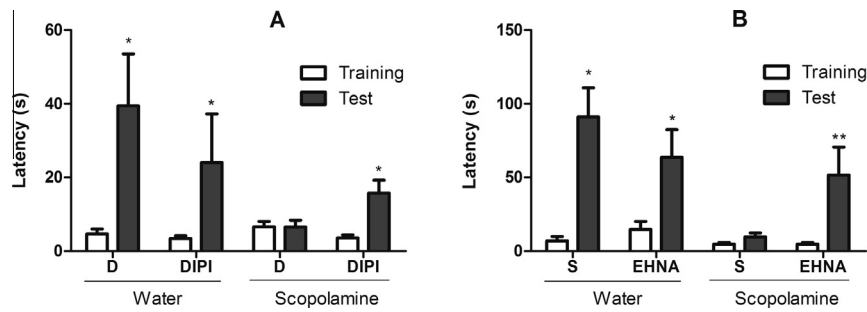 A
Latency (s)
60
40
20
0
Training
Test
*
*
*
D DIPI D DIPI
Water Scopolamine
B
Latency (s)
150
100
50
0
Training
Test
*
*
**
S EHNA S EHNA
Water Scopolamine